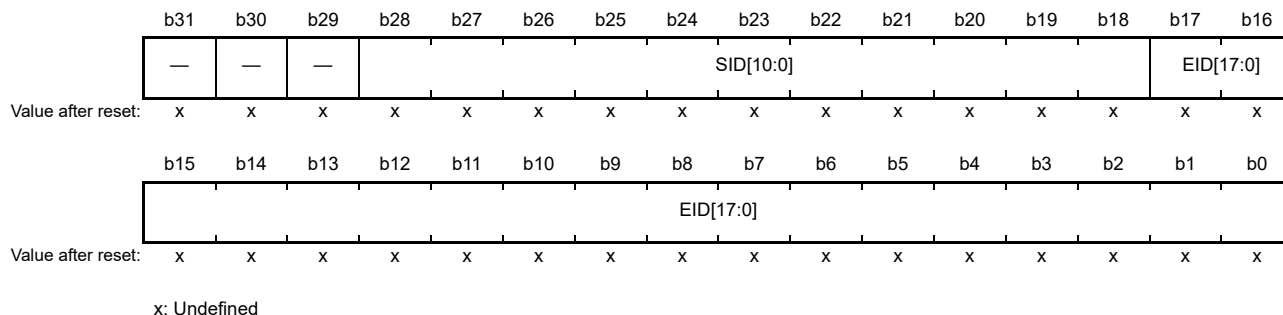 b31 b30 b29 b28 b27 b26 b25 b24 b23 b22 b21 b20 b19 b18 b17 b16
— — — SID[10:0] EID[17:0]
Value after reset: x x x x x x x x x x x x x x x x
b15 b14 b13 b12 b11 b10 b9 b8 b7 b6 b5 b4 b3 b2 b1 b0
EID[17:0]
Value after reset: x x x x x x x x x x x x x x x x
x: Undefined